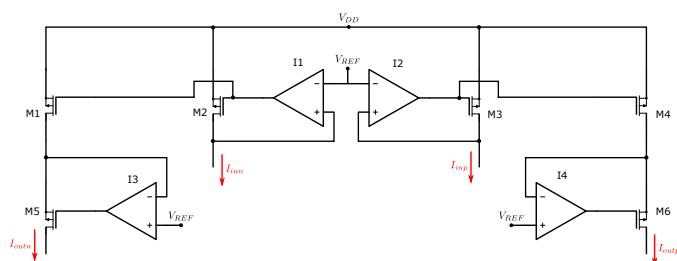 V_DD
I1
V_REF
I2
M1
M2
M3
M4
− − + +
I_inn
I_inp
I3
I4
M5
− V_REF +
V_REF − +
M6
I_outn
I_outp